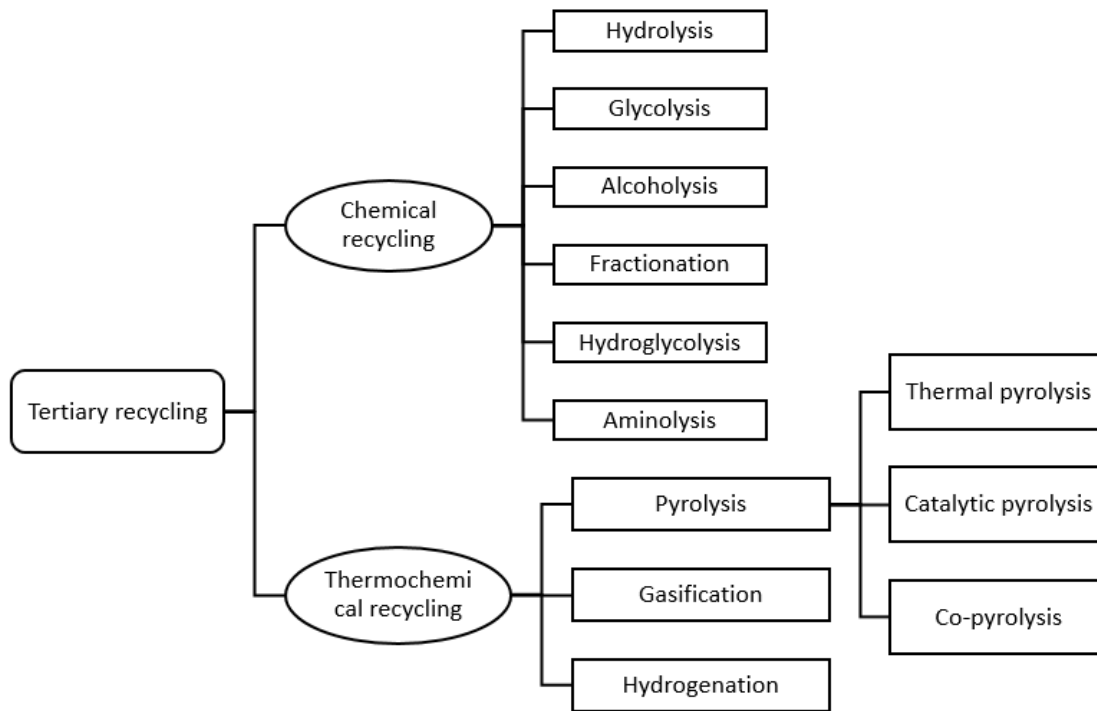 Tertiary recycling
Chemical
recycling
Hydrolysis
Glycolysis
Alcoholysis
Fractionation
Hydroglycolysis
Aminolysis
Thermochemi
cal recycling
Pyrolysis
Gasification
Hydrogenation
Thermal pyrolysis
Catalytic pyrolysis
Co-pyrolysis